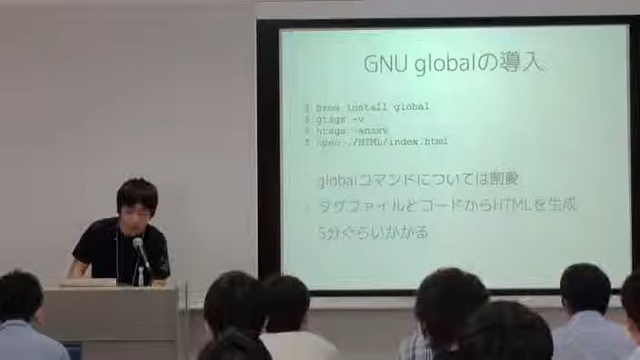 GNU globalの導入
$ brew install global
$ gtags -v
$ htags -ansxv
$ open ./HTML/index.html
globalコマンドについては割愛
タグファイルとコードからHTMLを生成
5分ぐらいかかる